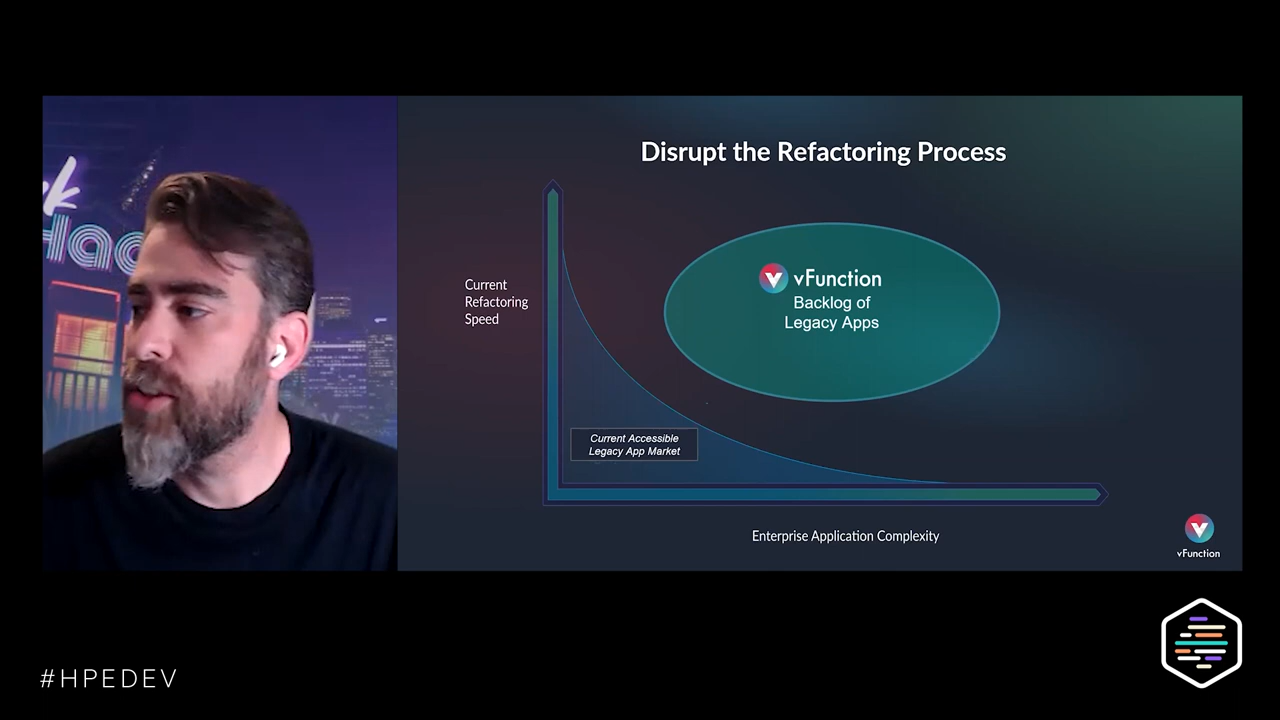 Disrupt the Refactoring Process
Current
Refactoring
Speed
vFunction
Backlog of
Legacy Apps
Current Accessible
Legacy App Market
Enterprise Application Complexity
vFunction
#HPEDEV